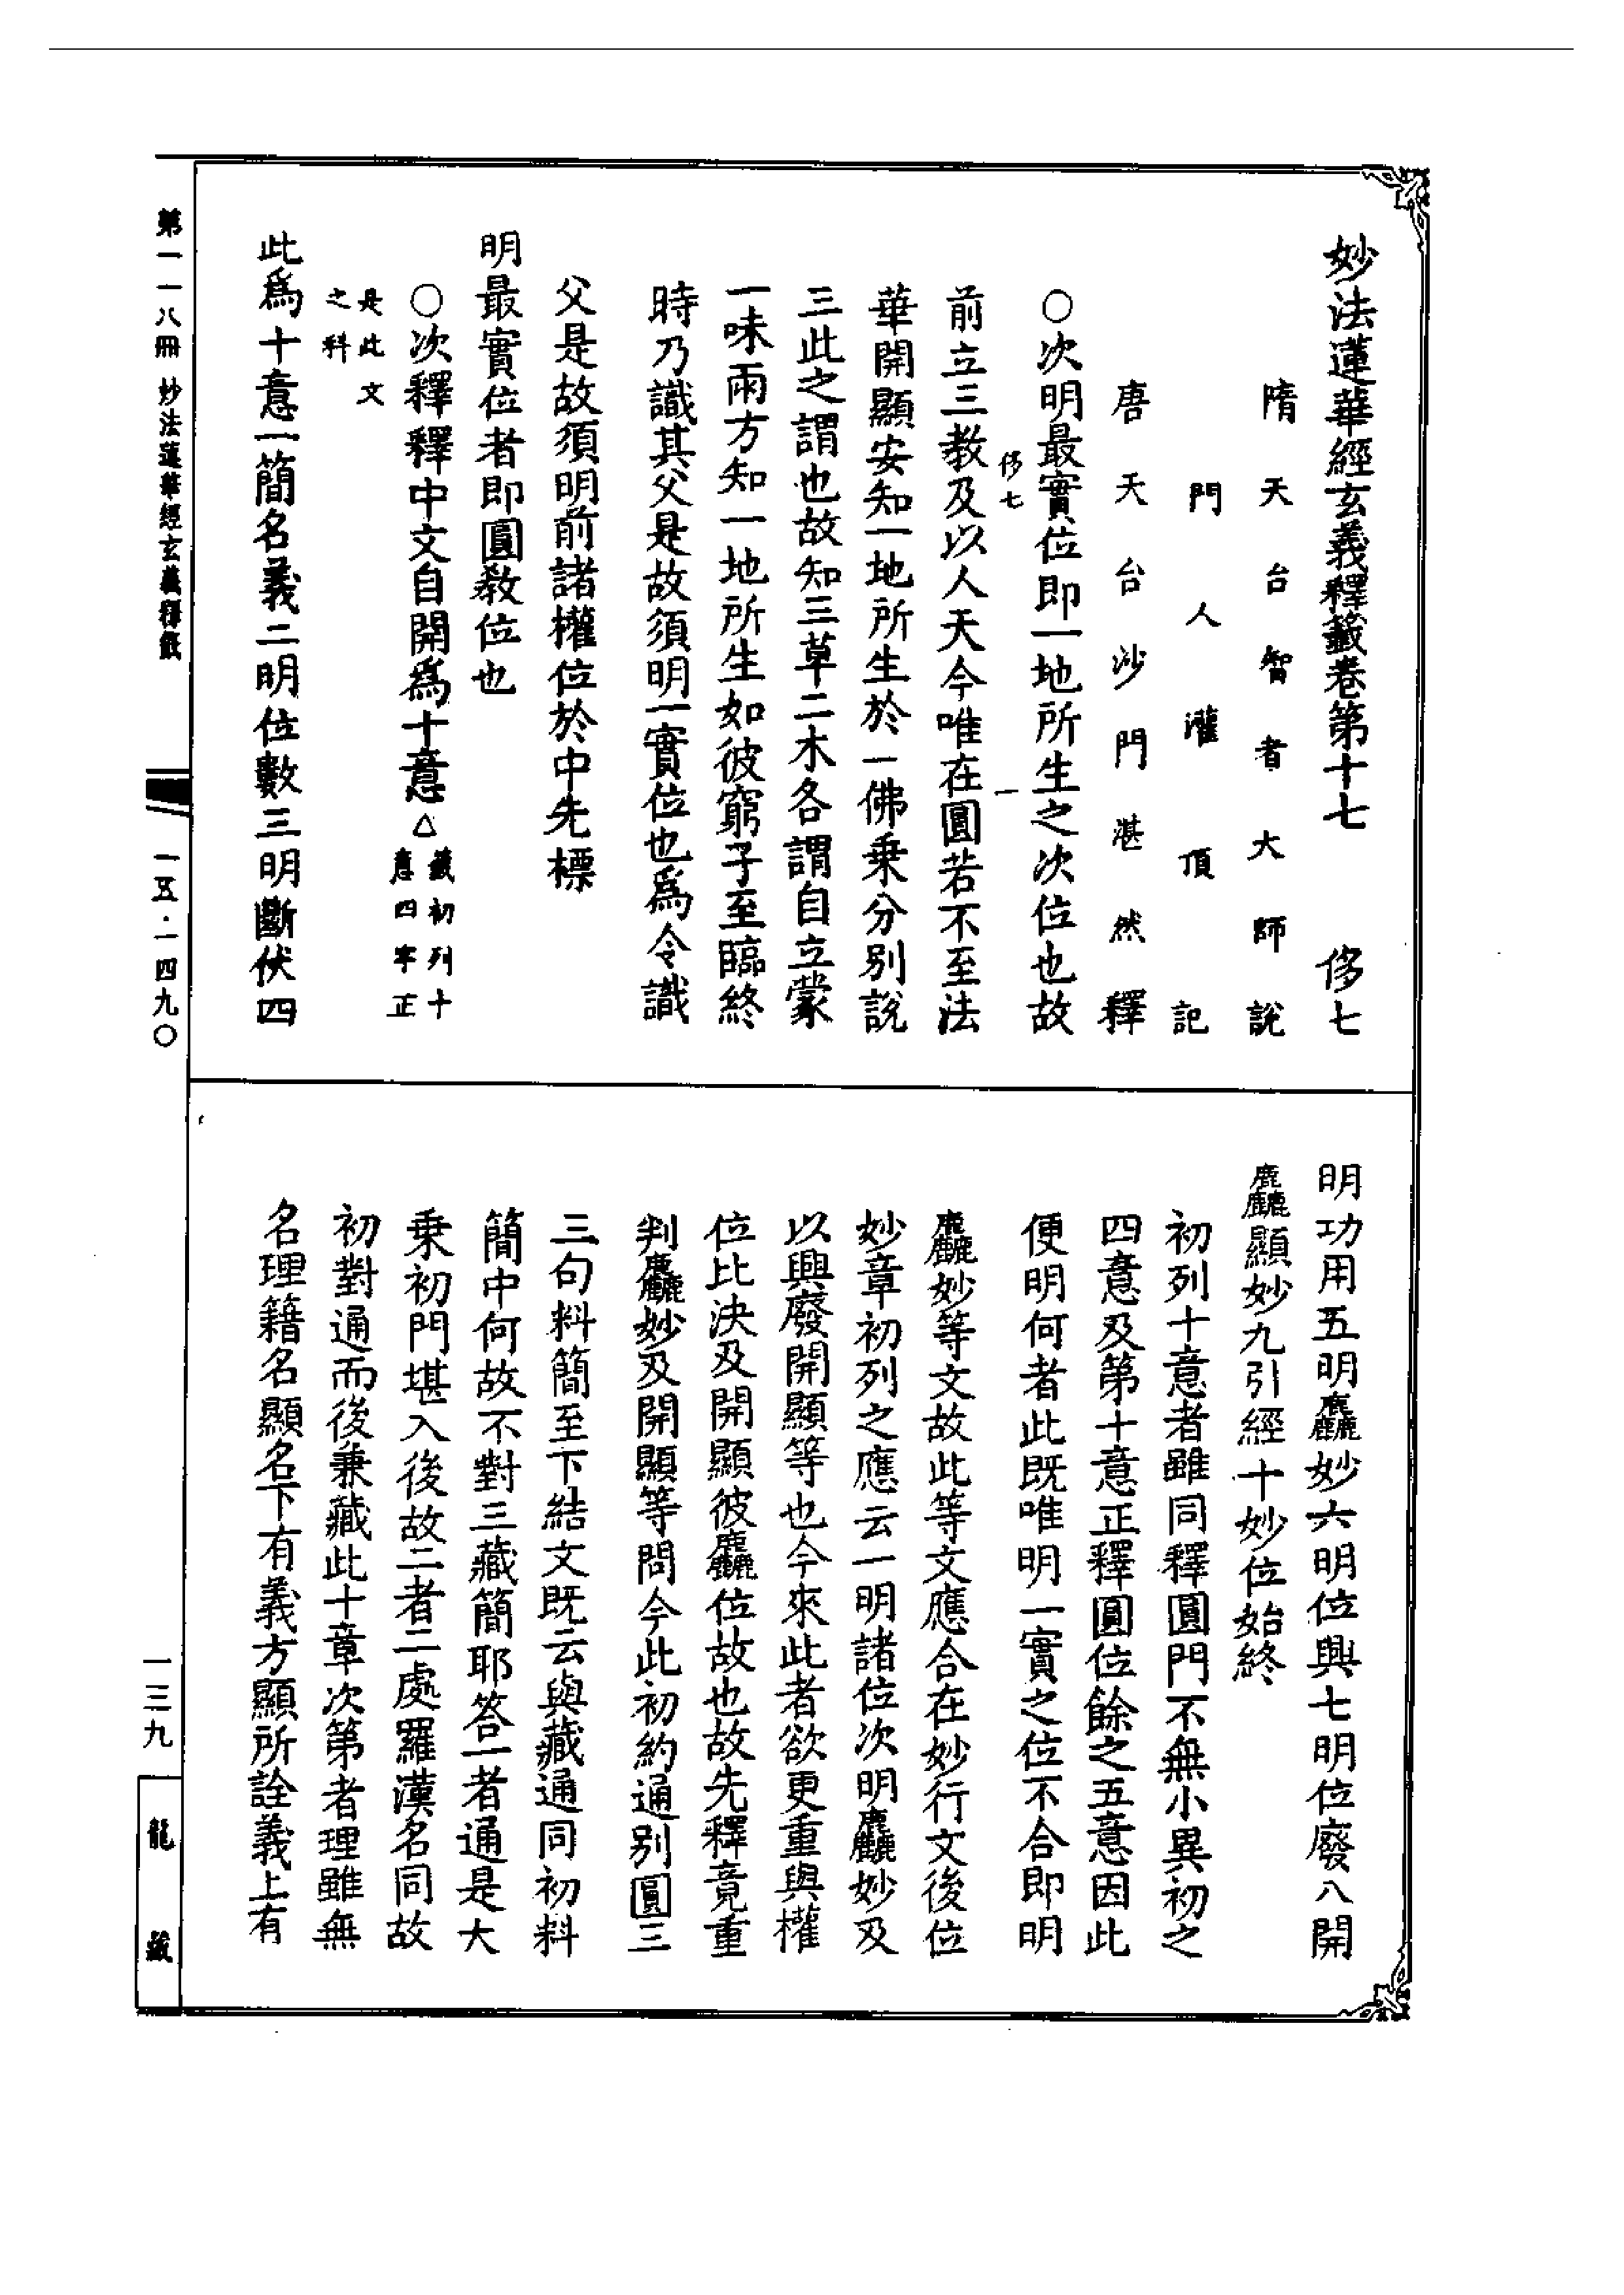 妙法蓮華經玄義釋籤卷第十七 侈七
隋天台智者大師說
門人灌頂記
唐天台沙門湛然釋
○次明最實位即一地所生之次位也故
侈七 一
前立三教及以人天今唯在圓若不至法
華開顯安知一地所生於一佛乘分別說
三此之謂也故知三草二木各謂自立蒙
一味雨方知一地所生如彼窮子至臨終
時乃識其父是故須明一實位也爲令識
父是故須明前諸權位於中先標
明最實位者即圓教位也
○次釋釋中文自開爲十意△籤初列十
意四字正
是此文
之科
此爲十意一簡名義二明位數三明斷伏四
明功用五明麤妙六明位興七明位廢八開
麤顯妙九引經十妙位始終
初列十意者雖同釋圓門不無小異初之
四意及第十意正釋圓位餘之五意因此
便明何者此既唯明一實之位不合即明
麤妙等文故此等文應合在妙行文後位
妙章初列之應云一明諸位次明麤妙及
以興廢開顯等也今來此者欲更重與權
位比決及開顯彼麤位故也故先釋竟重
判麤妙及開顯等問今此初約通別圓三
三句料簡至下結文既云與藏通同初料
簡中何故不對三藏簡耶答一者通是大
乘初門堪入後故二者二處羅漢名同故
初對通而後兼藏此十章次第者理雖無
名理籍名顯名下有義方顯所詮義上有
第一一八冊 妙法蓮華經玄義釋籤
一五·一四九〇
一三九
龍藏